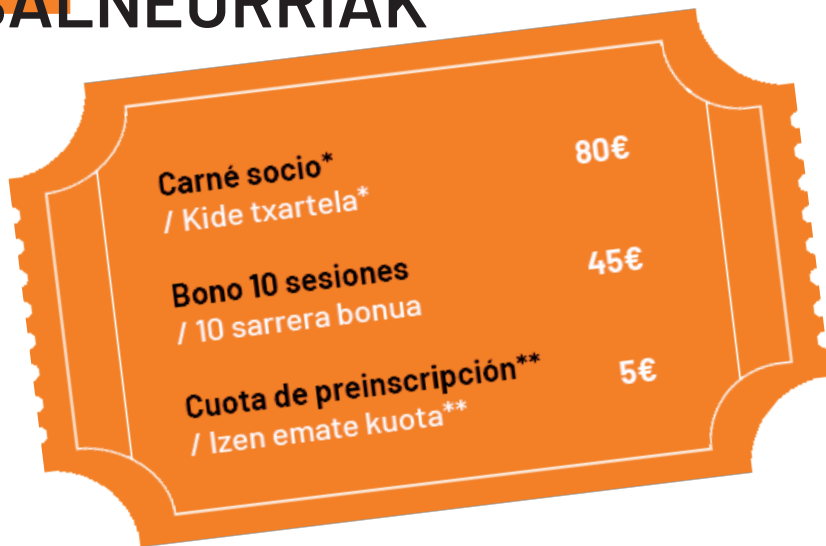 SALNEURRIAK
Carné socio* 80€
/ Kide txartela*
Bono 10 sesiones 45€
/ 10 sarrera bonua
Cuota de preinscripción** 5€
/ Izen emate kuota**